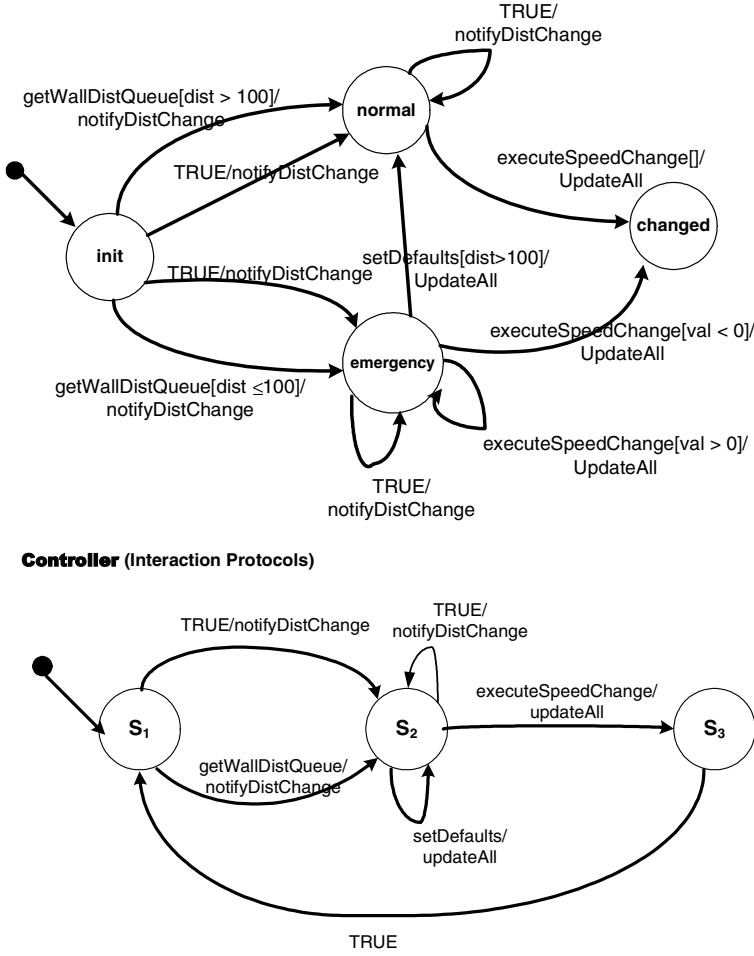 TRUE/
notifyDistChange
getWallDistQueue[dist > 100]/
notifyDistChange
normal
TRUE/notifyDistChange
executeSpeedChange[]/
UpdateAll
changed
init
setDefaults[dist>100]/
UpdateAll
TRUE/notifyDistChange
executeSpeedChange[val < 0]/
UpdateAll
emergency
getWallDistQueue[dist ≤100]/
notifyDistChange
executeSpeedChange[val > 0]/
UpdateAll
TRUE/
notifyDistChange
Controller (Interaction Protocols)
TRUE/notifyDistChange
TRUE/
notifyDistChange
executeSpeedChange/
updateAll
S1
S2
S3
getWallDistQueue/
notifyDistChange
setDefaults/
updateAll
TRUE